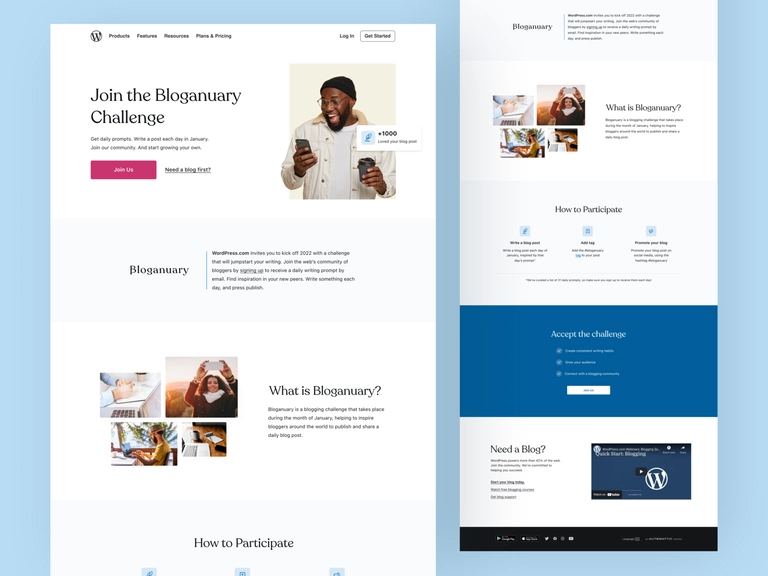 Products Features Resources Plans & Pricing
Log In Get Started
Join the Bloganuary
Challenge
Get daily prompts. Write a post each day in January.
Join our community. And start growing your own.
Join Us
Need a blog first?
+1000
Loved your blog post
Bloganuary
WordPress.com invites you to kick off 2022 with a challenge
that will jumpstart your writing. Join the web's community of
bloggers by signing up to receive a daily writing prompt by
email. Find inspiration in your new peers. Write something each
day, and press publish.
What is Bloganuary?
Bloganuary is a blogging challenge that takes place
during the month of January, helping to inspire
bloggers around the world to publish and share a
daily blog post.
How to Participate
Bloganuary
WordPress.com invites you to kick off 2022 with a challenge
that will jumpstart your writing. Join the web's community of
bloggers by signing up to receive a daily writing prompt by
email. Find inspiration in your new peers. Write something each
day, and press publish.
What is Bloganuary?
Bloganuary is a blogging challenge that takes place
during the month of January, helping to inspire
bloggers around the world to publish and share a
daily blog post.
How to Participate
Write a blog post
Write a blog post each day of
January, inspired by that
day's prompt*
Add tag
Add the #bloganuary
tag to your post
Promote your blog
Promote your blog post on
social media, using the
hashtag #Bloganuary
*We've curated a list of 31 daily prompts, so make sure you sign up to receive them each day!
Accept the challenge
Create consistent writing habits
Grow your audience
Connect with a blogging community
Join Us
Need a Blog?
WordPress powers more than 42% of the web.
Join the community. We're committed to
helping you succeed.
Start your blog today.
Watch free blogging courses
Get blog support
WordPress.com Webinar: Blogging
Quick Start: Blogging
Watch on YouTube
Google Play
App Store
Language
AUTOMATTIC